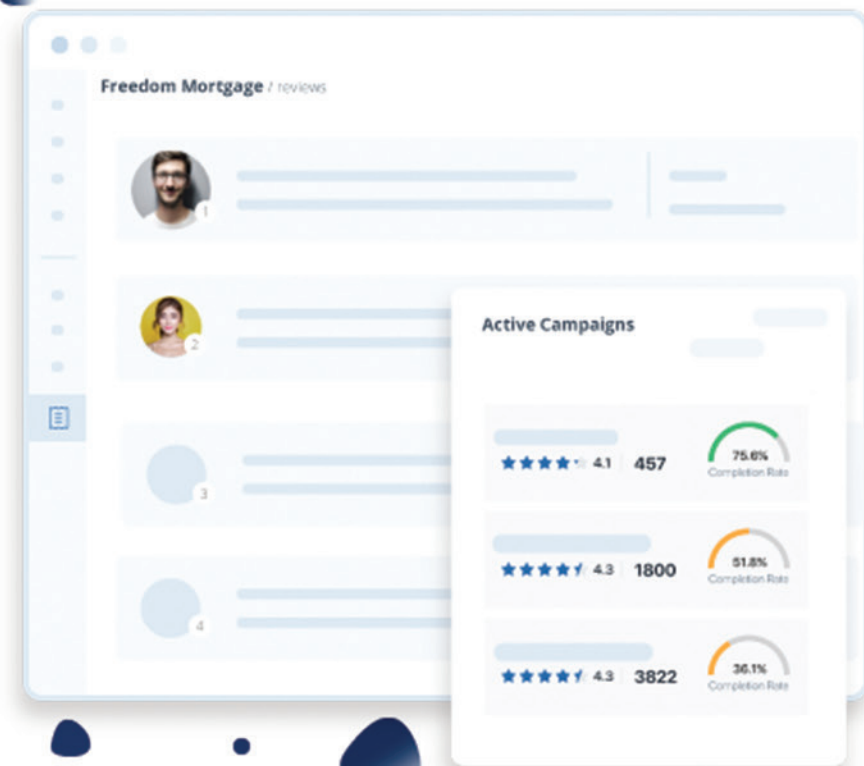 Freedom Mortgage / reviews
1
2
3
4
Active Campaigns
4.1 457
75.6%
Completion Rate
4.3 1800
51.8%
Completion Rate
4.3 3822
36.1%
Completion Rate